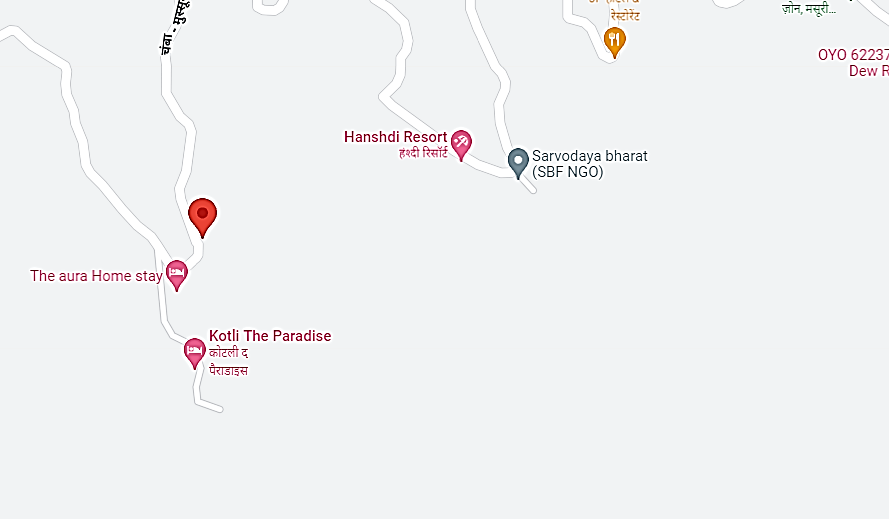 चंबा - मुस्सू
रेस्टोरेंट
ज़ोन, मसूरी...
OYO 62237
Dew R
Hanshdi Resort
हंश्दी रिसॉर्ट
Sarvodaya bharat
(SBF NGO)
The aura Home stay
Kotli The Paradise
कोटली द
पैराडाइस